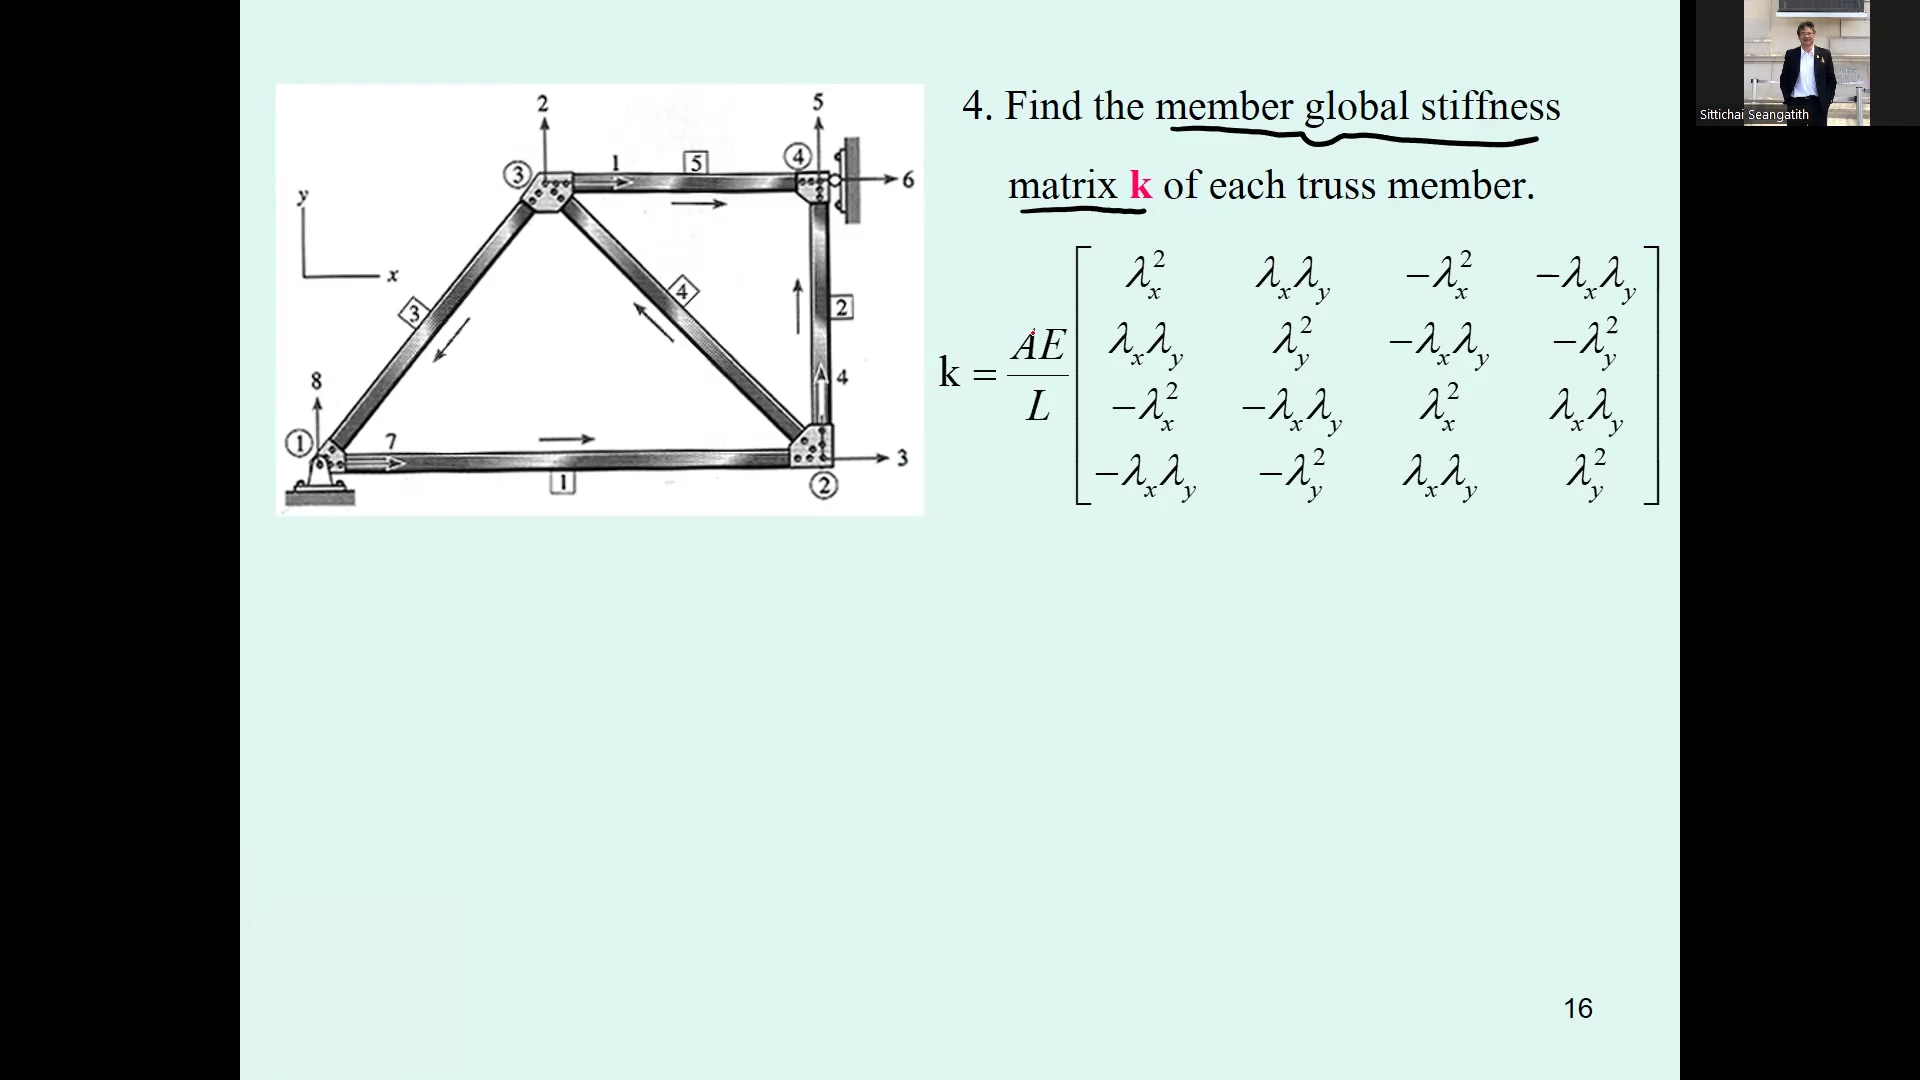 4. Find the member global stiffness
matrix k of each truss member.
Sittichai Seangatith
2
5
③
1
5
④
6
y
x
3
4
2
8
4
①
7
3
1
②
k = AE/L
λx² λxλy −λx² −λxλy
λxλy λy² −λxλy −λy²
−λx² −λxλy λx² λxλy
−λxλy −λy² λxλy λy²
16